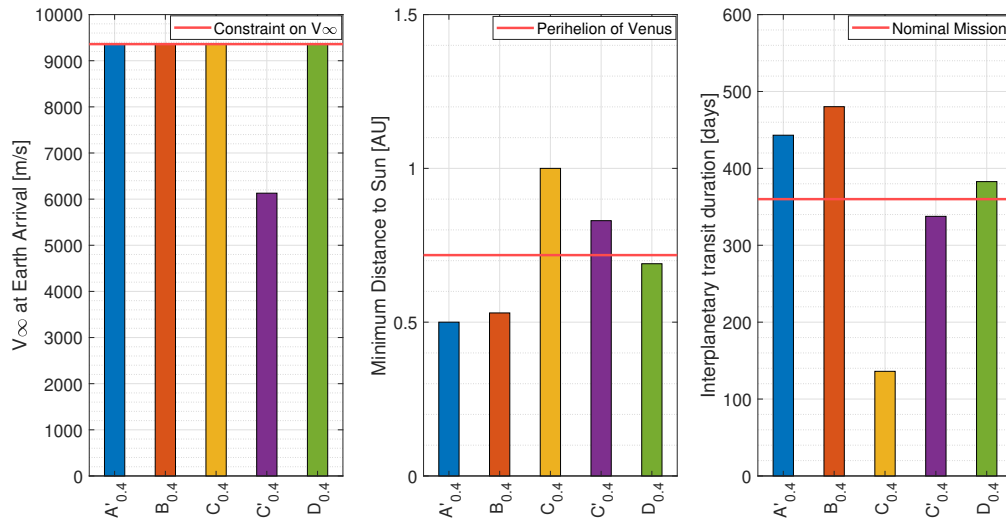 V∞ at Earth Arrival [m/s]
10000
9000
8000
7000
6000
5000
4000
3000
2000
1000
0
Constraint on V∞
A'0.4
B0.4
C0.4
C'0.4
D0.4
Minimum Distance to Sun [AU]
1.5
1
0.5
0
Perihelion of Venus
A'0.4
B0.4
C0.4
C'0.4
D0.4
Interplanetary transit duration [days]
600
500
400
300
200
100
0
Nominal Mission
A'0.4
B0.4
C0.4
C'0.4
D0.4